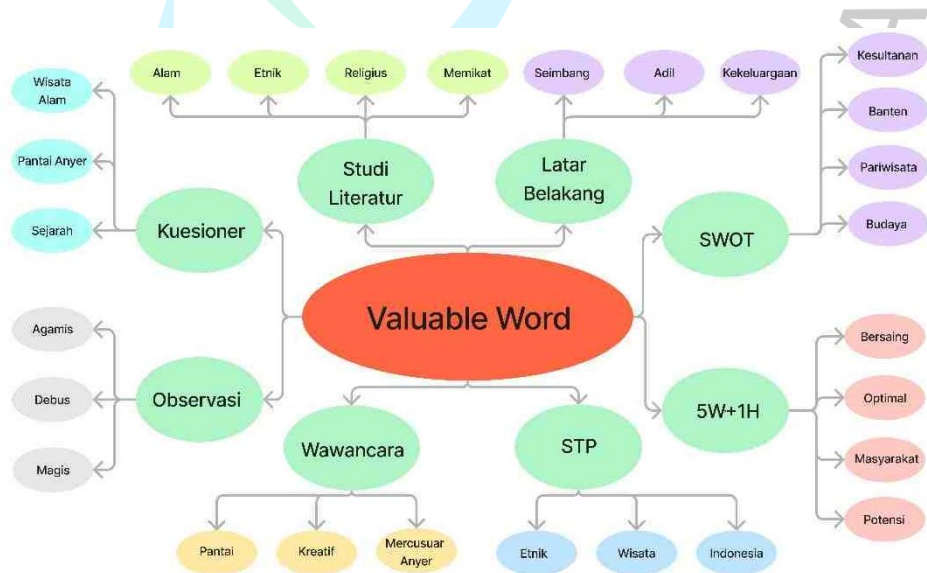 Alam
Etnik
Religius
Memikat
Seimbang
Adil
Kekeluargaan
Kesultanan
Banten
Pariwisata
Budaya
Wisata
Alam
Pantai Anyer
Sejarah
Studi
Literatur
Latar
Belakang
Kuesioner
SWOT
Valuable Word
Agamis
Debus
Magis
Observasi
Wawancara
STP
5W+1H
Bersaing
Optimal
Masyarakat
Potensi
Pantai
Kreatif
Mercusuar
Anyer
Etnik
Wisata
Indonesia